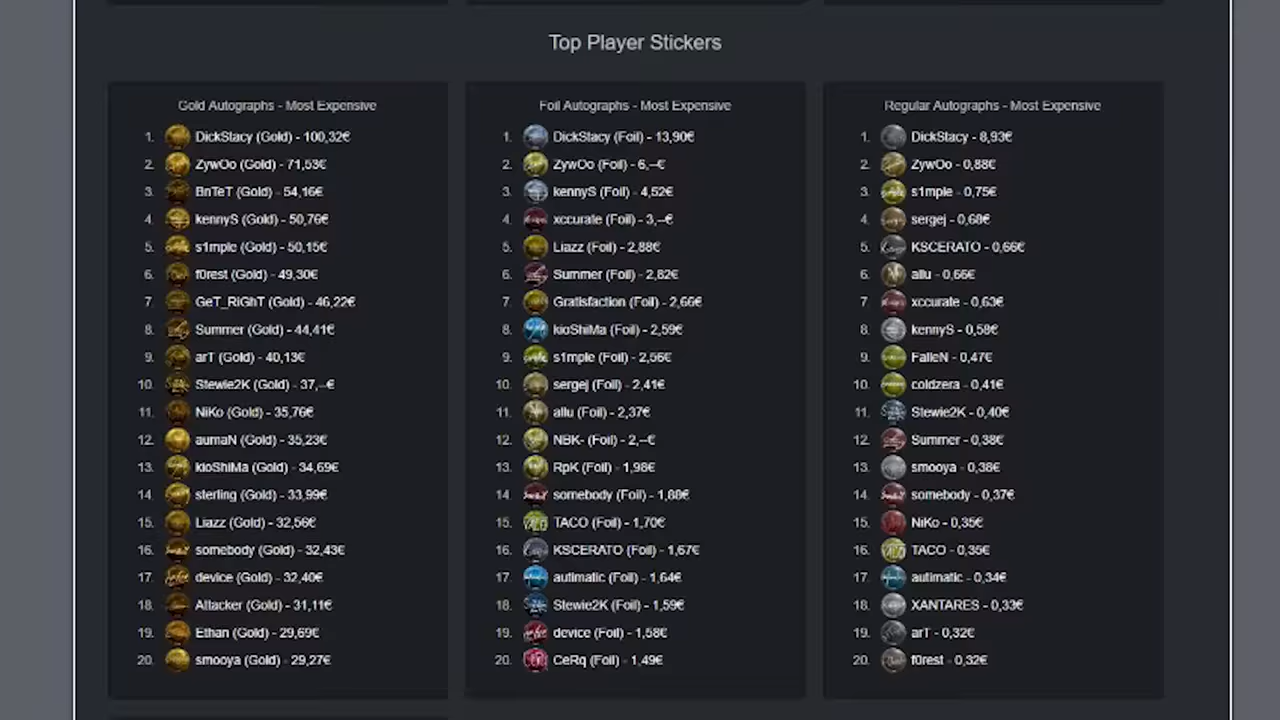 Top Player Stickers
Gold Autographs - Most Expensive
1. DickStacy (Gold) - 100,32€
2. ZywOo (Gold) - 71,53€
3. BnTeT (Gold) - 54,16€
4. kennyS (Gold) - 50,76€
5. s1mple (Gold) - 50,15€
6. f0rest (Gold) - 49,30€
7. GeT_RiGhT (Gold) - 46,22€
8. Summer (Gold) - 44,41€
9. arT (Gold) - 40,13€
10. Stewie2K (Gold) - 37,--€
11. NiKo (Gold) - 35,76€
12. aumaN (Gold) - 35,23€
13. kioShiMa (Gold) - 34,69€
14. sterling (Gold) - 33,99€
15. Liazz (Gold) - 32,56€
16. somebody (Gold) - 32,43€
17. device (Gold) - 32,40€
18. Attacker (Gold) - 31,11€
19. Ethan (Gold) - 29,69€
20. smooya (Gold) - 29,27€
Foil Autographs - Most Expensive
1. DickStacy (Foil) - 13,90€
2. ZywOo (Foil) - 6,--€
3. kennyS (Foil) - 4,52€
4. xccurate (Foil) - 3,--€
5. Liazz (Foil) - 2,88€
6. Summer (Foil) - 2,82€
7. Gratisfaction (Foil) - 2,66€
8. kioShiMa (Foil) - 2,59€
9. s1mple (Foil) - 2,56€
10. sergej (Foil) - 2,41€
11. allu (Foil) - 2,37€
12. NBK- (Foil) - 2,--€
13. RpK (Foil) - 1,98€
14. somebody (Foil) - 1,88€
15. TACO (Foil) - 1,70€
16. KSCERATO (Foil) - 1,67€
17. autimatic (Foil) - 1,64€
18. Stewie2K (Foil) - 1,59€
19. device (Foil) - 1,58€
20. CeRq (Foil) - 1,49€
Regular Autographs - Most Expensive
1. DickStacy - 8,93€
2. ZywOo - 0,88€
3. s1mple - 0,75€
4. sergej - 0,68€
5. KSCERATO - 0,66€
6. allu - 0,66€
7. xccurate - 0,63€
8. kennyS - 0,58€
9. FalleN - 0,47€
10. coldzera - 0,41€
11. Stewie2K - 0,40€
12. Summer - 0,38€
13. smooya - 0,38€
14. somebody - 0,37€
15. NiKo - 0,35€
16. TACO - 0,35€
17. autimatic - 0,34€
18. XANTARES - 0,33€
19. arT - 0,32€
20. f0rest - 0,32€